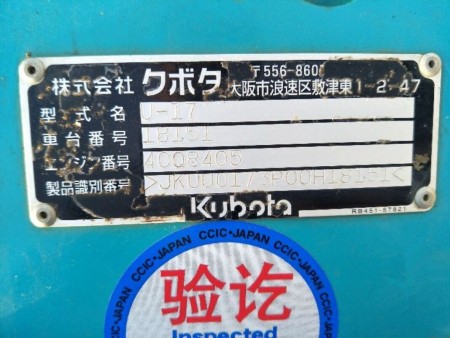 株式会社 クボタ 〒556-860
大阪市浪速区敷津東1-2-47
型式名 U-17
車台番号 18151
エンジン番号 4C08405
製品識別番号
Kubota
RB451-57821
CCIC・JAPAN CCIC・JAPAN CCIC・JAPAN
验讫
Inspected